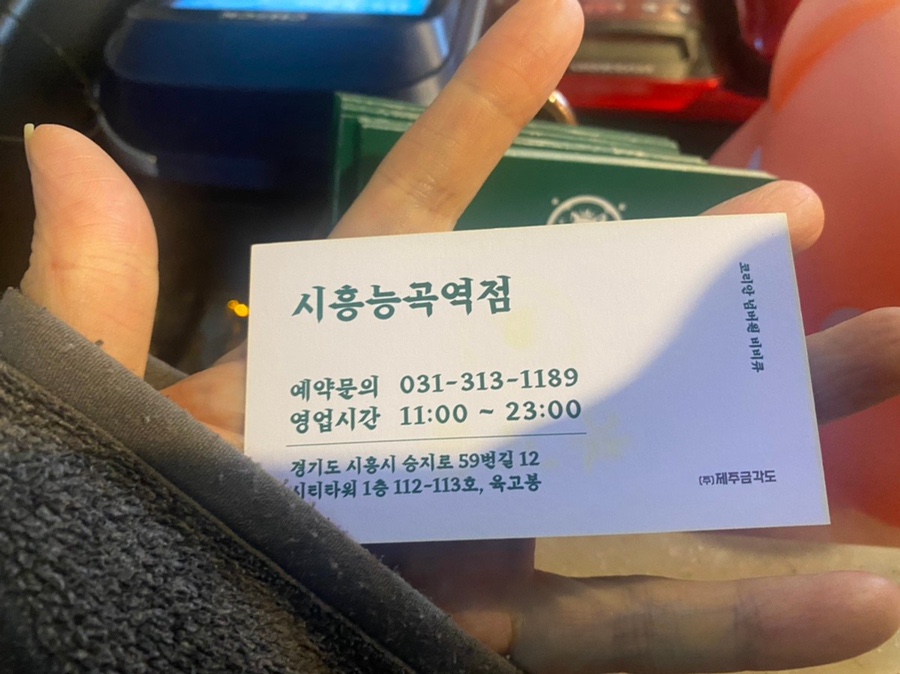 시흥능곡역점
예약문의 031-313-1189
영업시간 11:00 ~ 23:00
경기도 시흥시 승지로 59번길 12
시티타워 1층 112-113호, 육고봉
코리안 넘버원 비비큐
(주)제주금각도